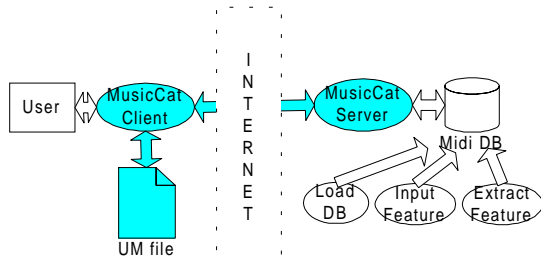 User
MusicCat
Client
UM file
I
N
T
E
R
N
E
T
MusicCat
Server
Midi DB
Load
DB
Input
Feature
Extract
Feature